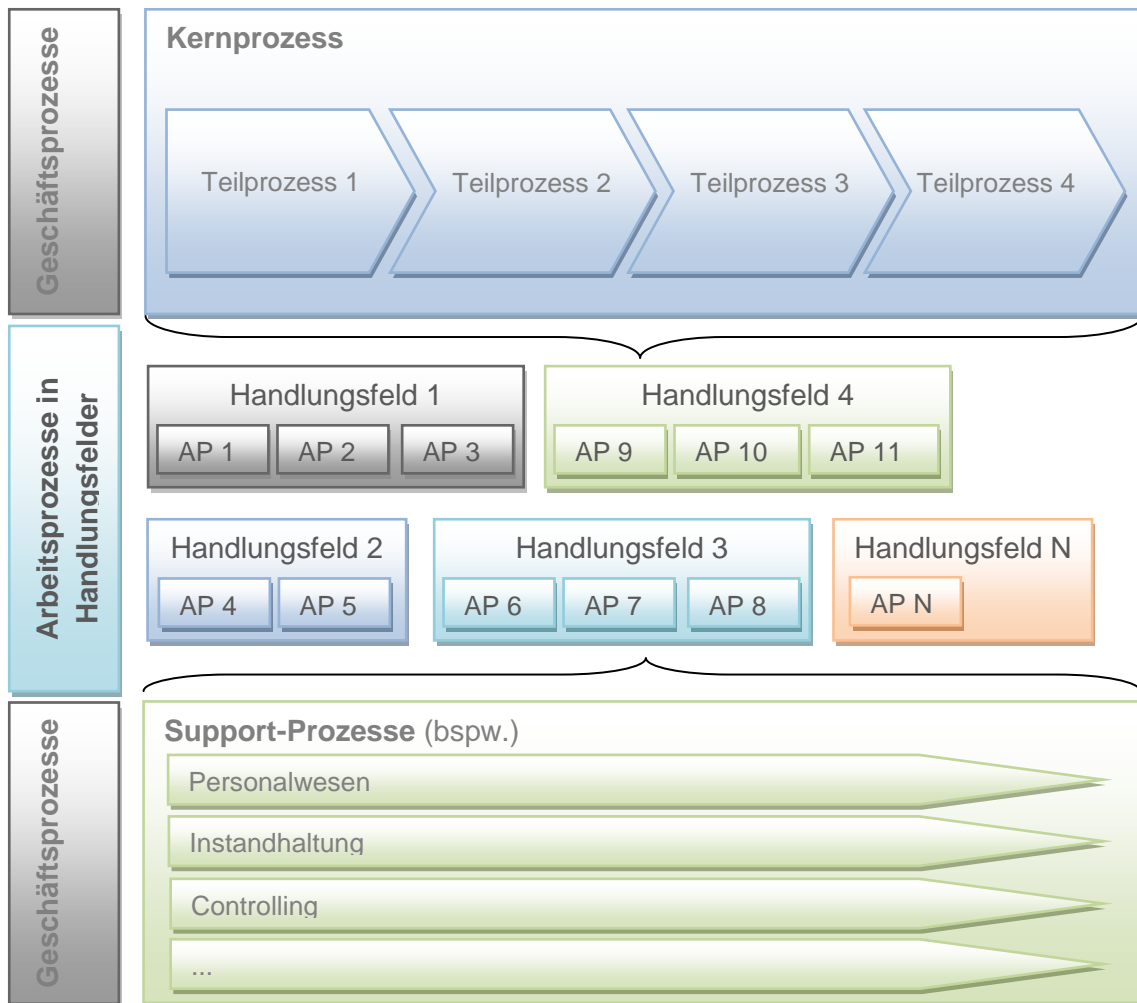 Geschäftsprozesse
Kernprozess
Teilprozess 1
Teilprozess 2
Teilprozess 3
Teilprozess 4
Arbeitsprozesse in
Handlungsfelder
Handlungsfeld 1
AP 1
AP 2
AP 3
Handlungsfeld 4
AP 9
AP 10
AP 11
Handlungsfeld 2
AP 4
AP 5
Handlungsfeld 3
AP 6
AP 7
AP 8
Handlungsfeld N
AP N
Geschäftsprozesse
Support-Prozesse (bspw.)
Personalwesen
Instandhaltung
Controlling
...